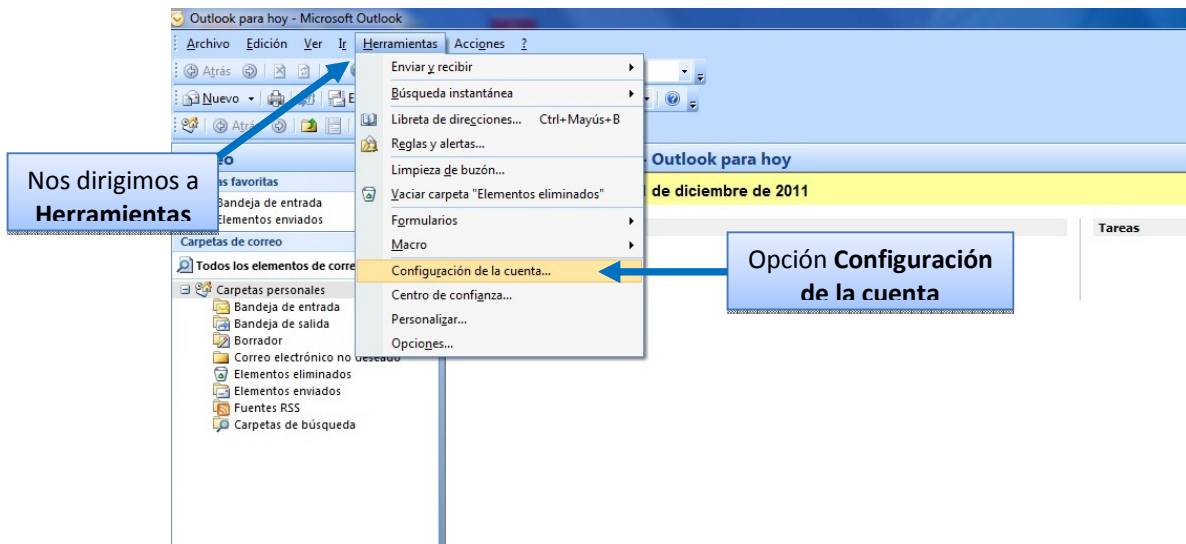 Outlook para hoy - Microsoft Outlook
Archivo Edición Ver Ir Herramientas Acciones ?
Atrás
Nuevo
Atrás
Enviar y recibir
Búsqueda instantánea
Libreta de direcciones... Ctrl+Mayús+B
Reglas y alertas...
Limpieza de buzón...
Vaciar carpeta "Elementos eliminados"
Formularios
Macro
Configuración de la cuenta...
Centro de confianza...
Personalizar...
Opciones...
Nos dirigimos a
Herramientas
Opción Configuración
de la cuenta
favoritas
Bandeja de entrada
Elementos enviados
Carpetas de correo
Todos los elementos de corre
Carpetas personales
Bandeja de entrada
Bandeja de salida
Borrador
Correo electrónico no deseado
Elementos eliminados
Elementos enviados
Fuentes RSS
Carpetas de búsqueda
- Outlook para hoy
de diciembre de 2011
Tareas